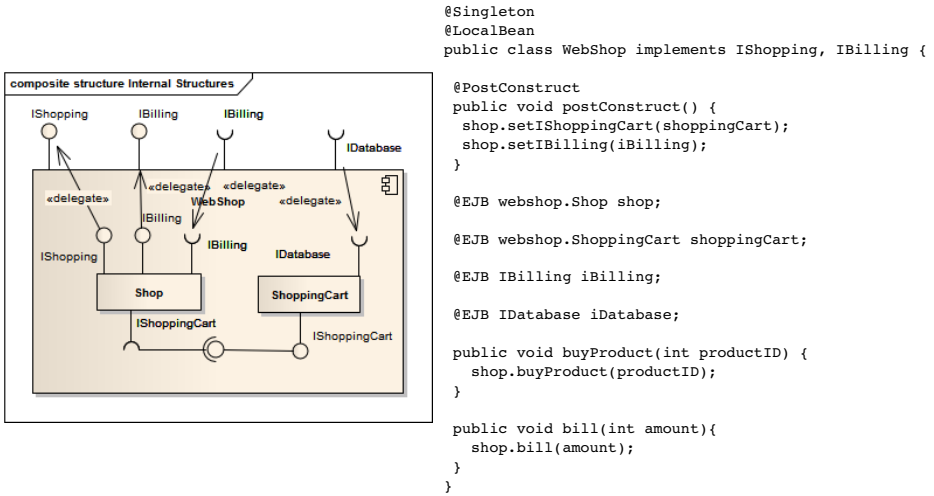 composite structure Internal Structures
IShopping
IBilling
IBilling
IDatabase
«delegate»
«delegate»
«delegate»
«delegate»
WebShop
IBilling
IBilling
IShopping
IDatabase
Shop
ShoppingCart
IShoppingCart
IShoppingCart
@Singleton
@LocalBean
public class WebShop implements IShopping, IBilling {
@PostConstruct
public void postConstruct() {
shop.setIShoppingCart(shoppingCart);
shop.setIBilling(iBilling);
}
@EJB webshop.Shop shop;
@EJB webshop.ShoppingCart shoppingCart;
@EJB IBilling iBilling;
@EJB IDatabase iDatabase;
public void buyProduct(int productID) {
shop.buyProduct(productID);
}
public void bill(int amount){
shop.bill(amount);
}
}